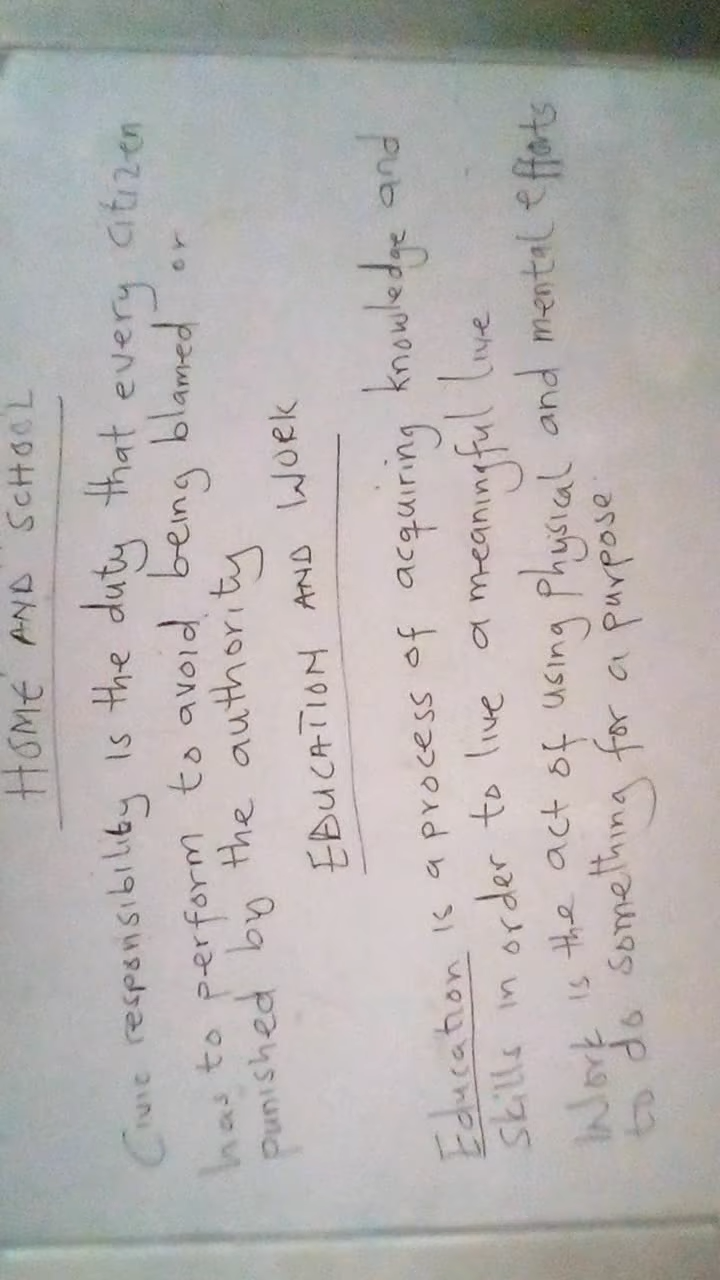 HOME AND SCHOOL
Civic responsibility is the duty that every citizen
has to perform to avoid being blamed or
punished by the authority
EDUCATION AND WORK
Education is a process of acquiring knowledge and
skills in order to live a meaningful live
Work is the act of using physical and mental efforts
to do something for a purpose.